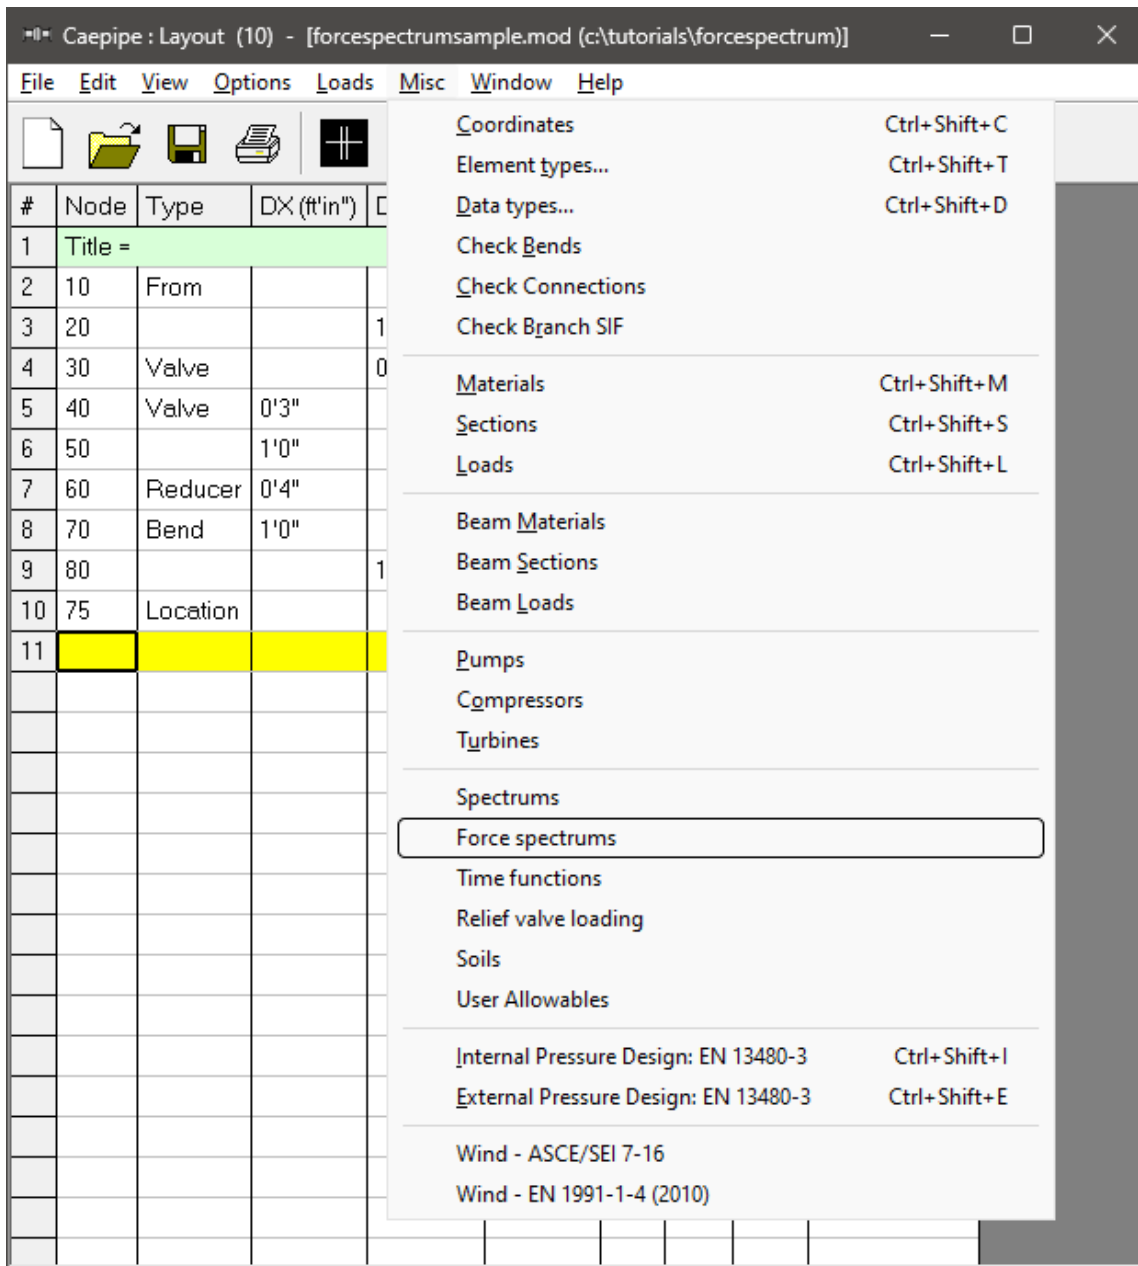 Caepipe : Layout (10) - [forcespectrumsample.mod (c:\tutorials\forcespectrum)]
File Edit View Options Loads Misc Window Help
# Node Type DX (ft'in") D
1 Title =
2 10 From
3 20 1
4 30 Valve 0
5 40 Valve 0'3"
6 50 1'0"
7 60 Reducer 0'4"
8 70 Bend 1'0"
9 80 1
10 75 Location
11
Coordinates Ctrl+Shift+C
Element types... Ctrl+Shift+T
Data types... Ctrl+Shift+D
Check Bends
Check Connections
Check Branch SIF
Materials Ctrl+Shift+M
Sections Ctrl+Shift+S
Loads Ctrl+Shift+L
Beam Materials
Beam Sections
Beam Loads
Pumps
Compressors
Turbines
Spectrums
Force spectrums
Time functions
Relief valve loading
Soils
User Allowables
Internal Pressure Design: EN 13480-3 Ctrl+Shift+I
External Pressure Design: EN 13480-3 Ctrl+Shift+E
Wind - ASCE/SEI 7-16
Wind - EN 1991-1-4 (2010)